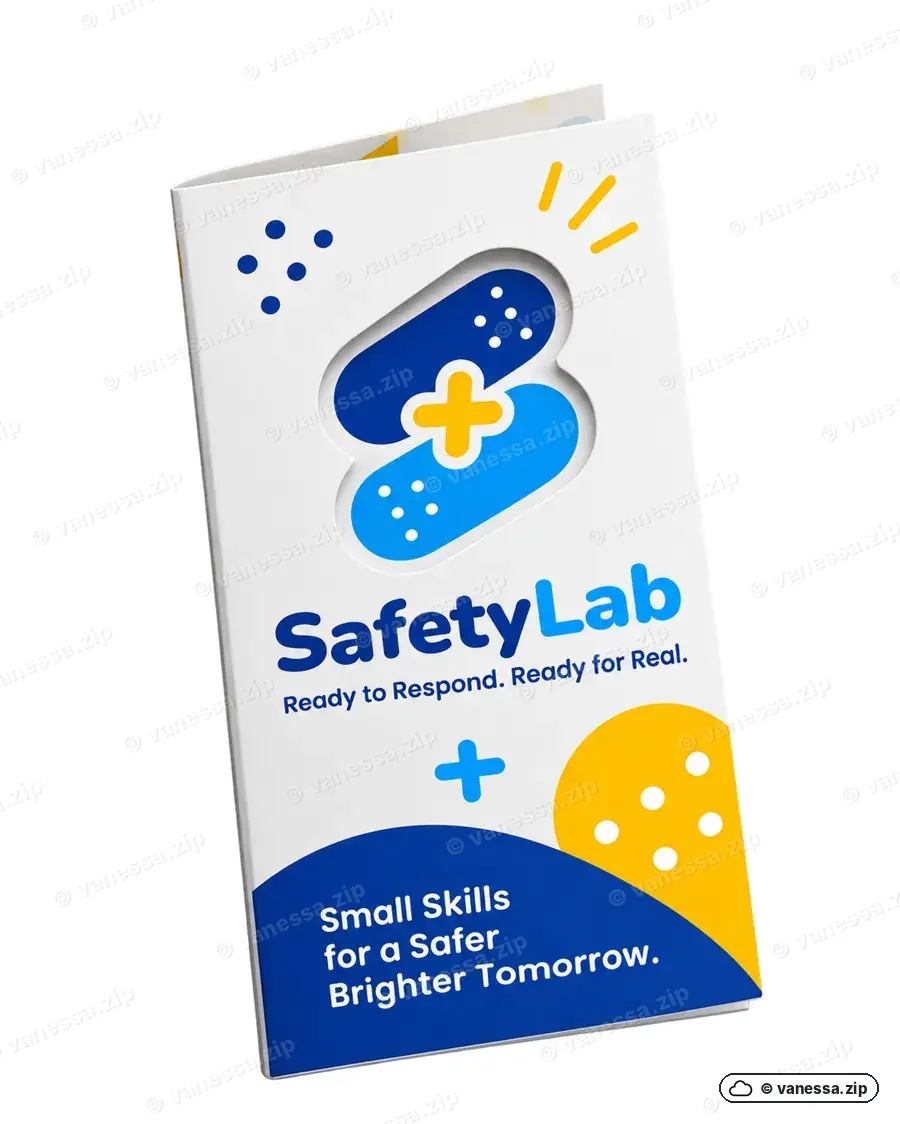 SafetyLab
Ready to Respond. Ready for Real.
Small Skills
for a Safer
Brighter Tomorrow.
© vanessa.zip